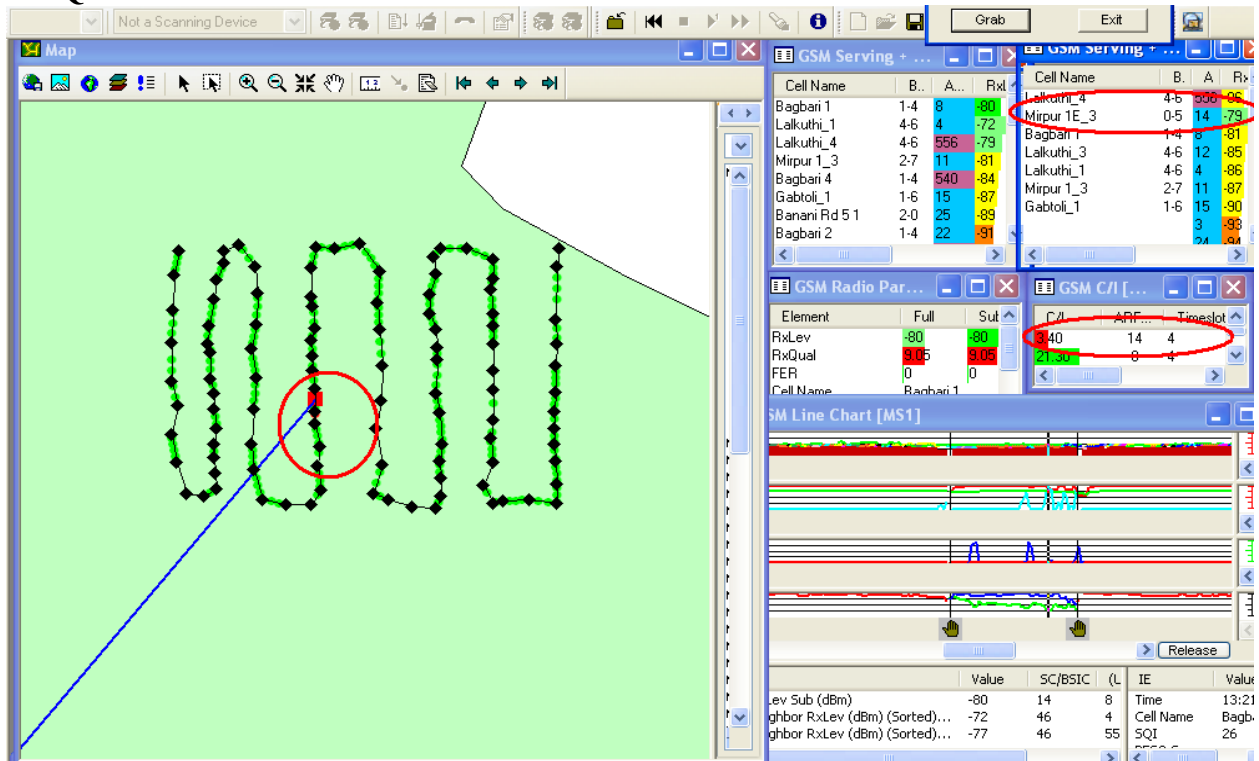 Not a Scanning Device
Grab
Exit
Map
GSM Serving + ...
Cell Name B.. A... Rxl
Bagbari 1 1-4 8 -80
Lalkuthi_1 4-6 4 -72
Lalkuthi_4 4-6 556 -79
Mirpur 1_3 2-7 11 -81
Bagbari 4 1-4 540 -84
Gabtoli_1 1-6 15 -87
Banani Rd 5 1 2-0 25 -89
Bagbari 2 1-4 22 -91
GSM Serving + ...
Cell Name B. A Rx
Lalkuthi_4 4-6 556 -86
Mirpur 1E_3 0-5 14 -79
Bagbari 1 1-4 8 -81
Lalkuthi_3 4-6 12 -85
Lalkuthi_1 4-6 4 -86
Mirpur 1_3 2-7 11 -87
Gabtoli_1 1-6 15 -90
3 -93
24 -94
GSM Radio Par...
Element Full Sub
RxLev -80 -80
RxQual 9.05 9.05
FER 0 0
Cell Name Bagbari 1
GSM C/I [...
C/I ARF... Timeslot
3.40 14 4
21.30 8 4
SM Line Chart [MS1]
Release
Value SC/BSIC (L
.ev Sub (dBm) -80 14 8
ghbor RxLev (dBm) (Sorted)... -72 46 4
ghbor RxLev (dBm) (Sorted)... -77 46 55
IE Value
Time 13:21
Cell Name Bagb
SQI 26